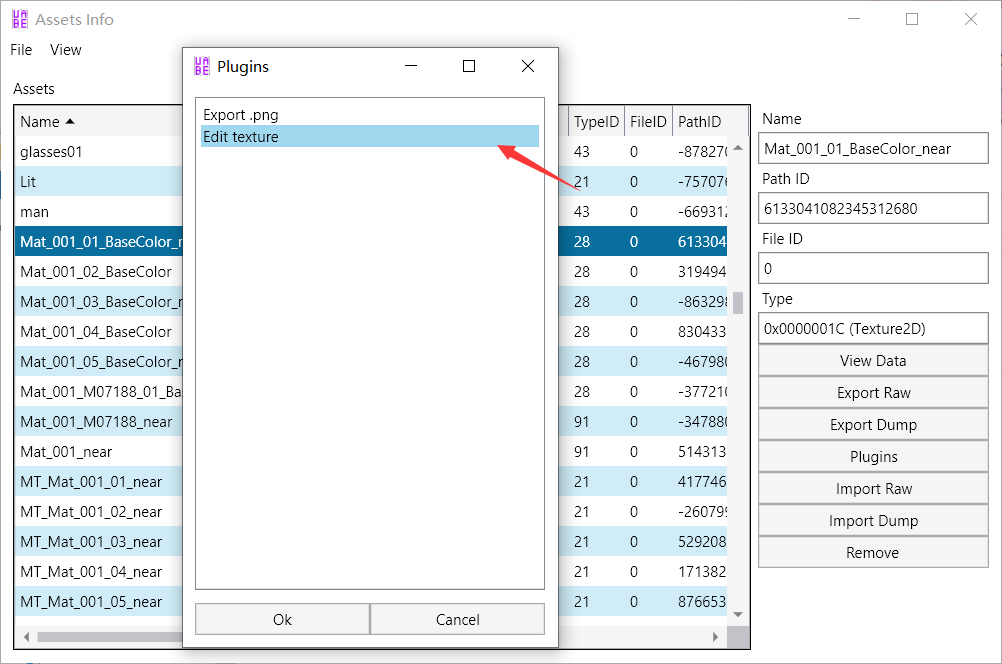 UABE Assets Info
File View
Assets
Name TypeID FileID PathID
glasses01 43 0 -878270
Lit 21 0 -757076
man 43 0 -669312
Mat_001_01_BaseColor_n 28 0 613304
Mat_001_02_BaseColor 28 0 319494
Mat_001_03_BaseColor_n 28 0 -863298
Mat_001_04_BaseColor 28 0 830433
Mat_001_05_BaseColor_n 28 0 -467980
Mat_001_M07188_01_Ba 28 0 -377210
Mat_001_M07188_near 91 0 -347880
Mat_001_near 91 0 514313
MT_Mat_001_01_near 21 0 417746
MT_Mat_001_02_near 21 0 -260799
MT_Mat_001_03_near 21 0 529208
MT_Mat_001_04_near 21 0 171382
MT_Mat_001_05_near 21 0 876653
UABE Plugins
Export .png
Edit texture
Ok Cancel
Name
Mat_001_01_BaseColor_near
Path ID
6133041082345312680
File ID
0
Type
0x0000001C (Texture2D)
View Data
Export Raw
Export Dump
Plugins
Import Raw
Import Dump
Remove